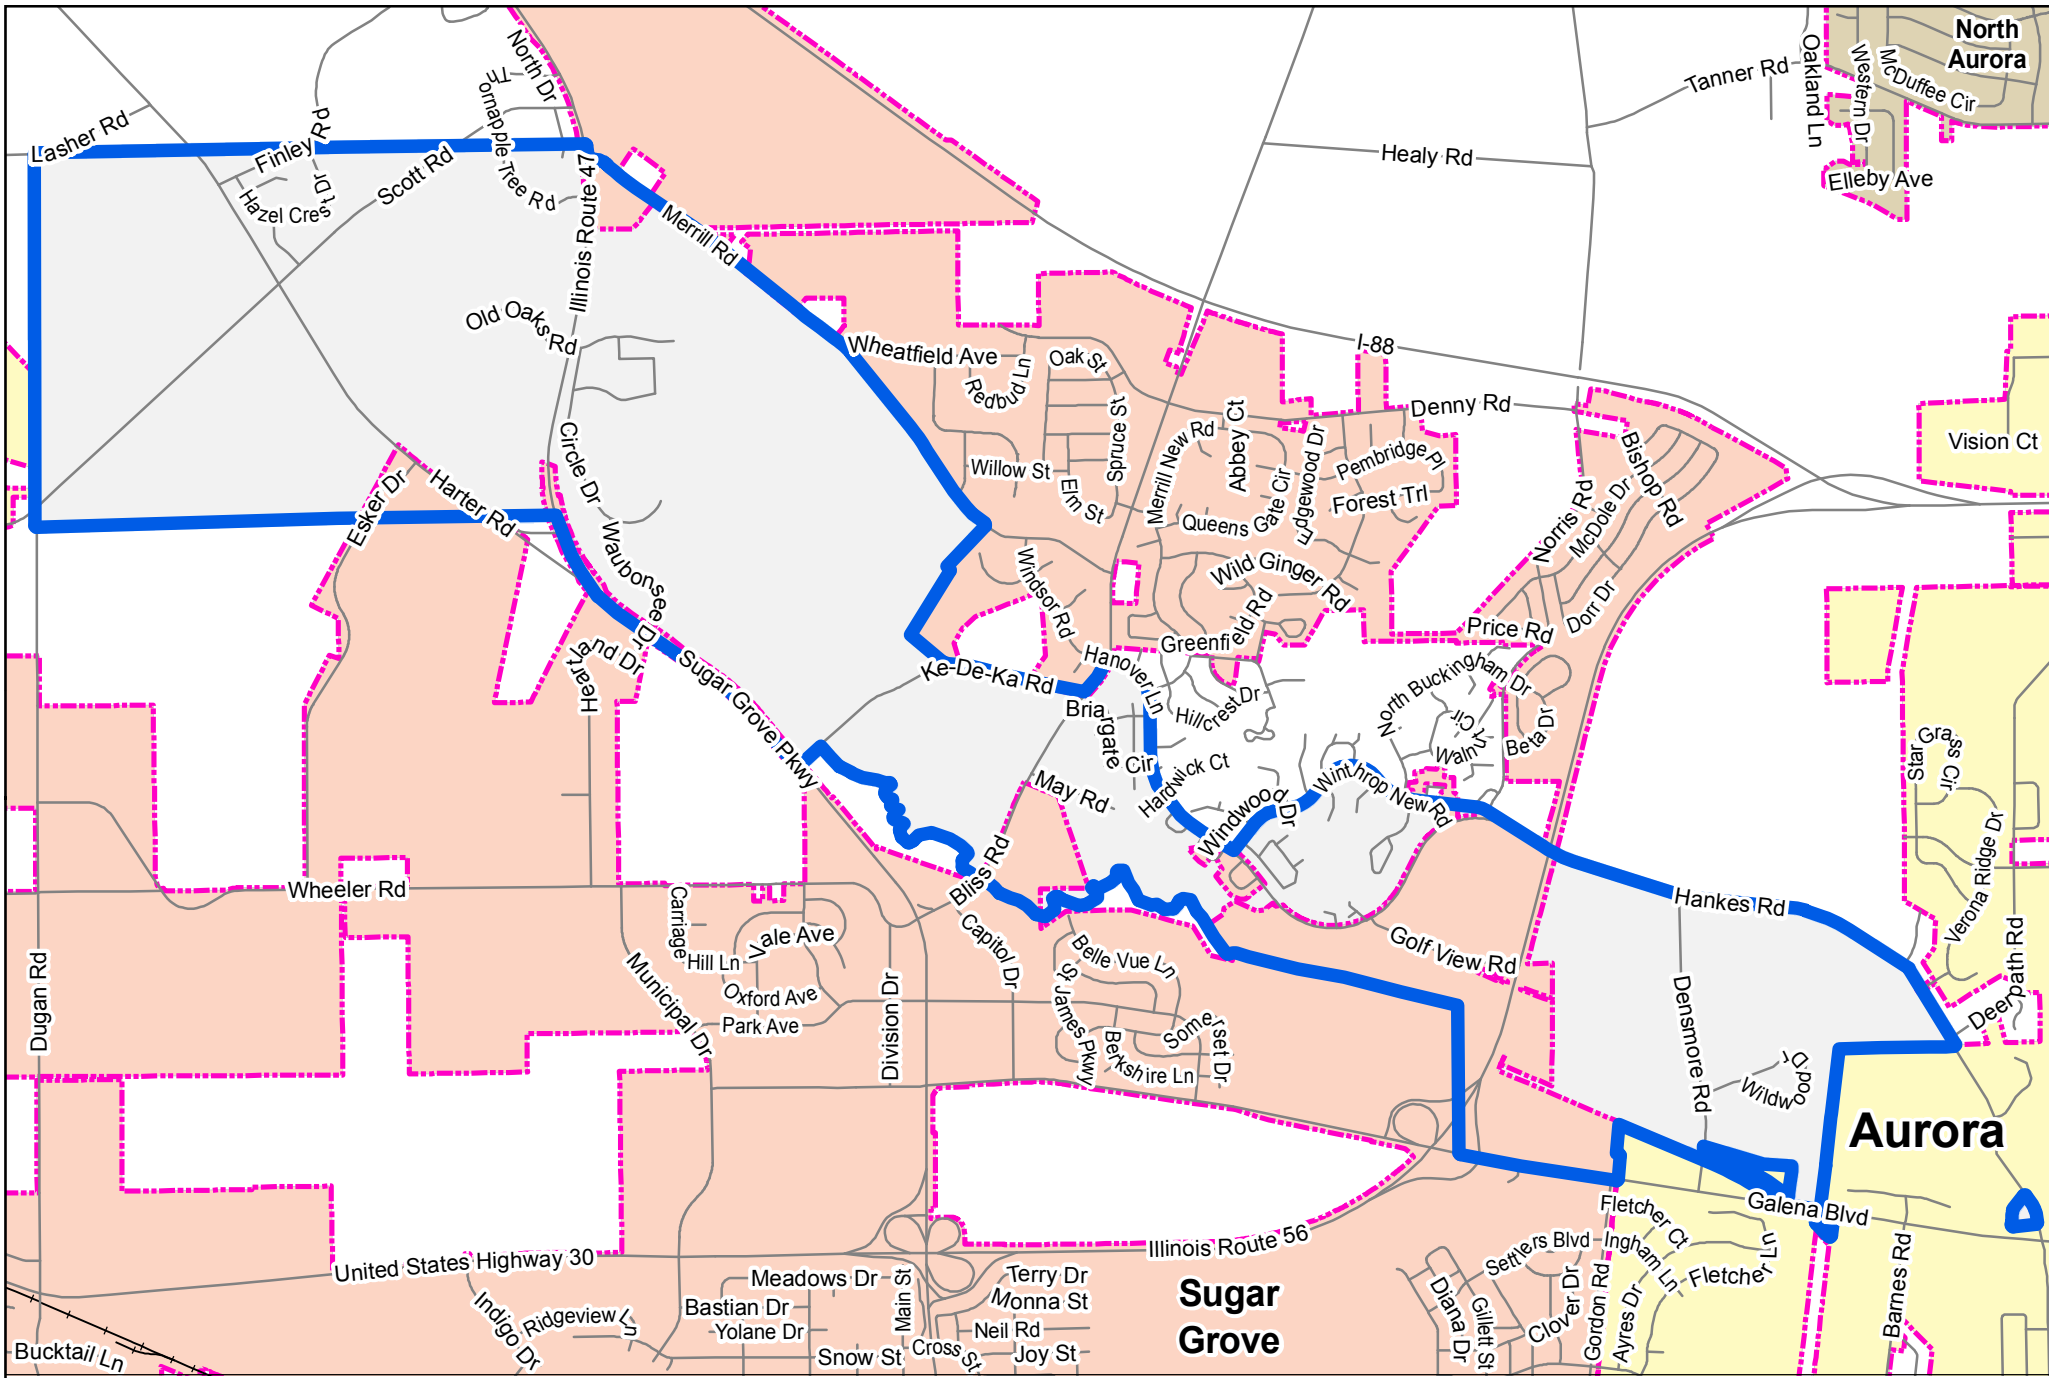 North
Aurora
North Dr
Oakland Ln
Western Dr
McDuffee Cir
Tanner Rd
Thornapple Tree Rd
Lasher Rd
Finley Rd
Scott Rd
Hazel Crest Dr
Healy Rd
Elleby Ave
Illinois Route 47
Merrill Rd
Old Oaks Rd
I-88
Wheatfield Ave
Redbud Ln
Oak St
Spruce St
Denny Rd
Merrill New Rd
Abbey Ct
Edgewood Dr
Pembridge Pl
Vision Ct
Bishop Rd
Circle Dr
Willow St
Elm St
Queens Gate Cir
Forest Trl
Esker Dr
Harter Rd
Norris Rd
McDole Dr
Waubonsee Dr
Windsor Rd
Wild Ginger Rd
Dorr Dr
Price Rd
Greenfield Rd
Heartland Dr
Sugar Grove Pkwy
Ke-De-Ka Rd
Hanover Ln
North Buckingham Dr
Hillcrest Dr
Briargate Cir
Walnut Cir
Beta Dr
Star Grass Cir
May Rd
Hardwick Ct
Windwood Dr
Winthrop New Rd
Verona Ridge Dr
Wheeler Rd
Bliss Rd
Hankes Rd
Carriage Hill Ln
Vale Ave
Capitol Dr
Belle Vue Ln
Golf View Rd
Deerpath Rd
Dugan Rd
Municipal Dr
Oxford Ave
Park Ave
Division Dr
St James Pkwy
Somerset Dr
Berkshire Ln
Densmore Rd
Wildwood Dr
Aurora
Galena Blvd
Fletcher Ct
United States Highway 30
Illinois Route 56
Settlers Blvd
Ingham Ln
Fletcher Ln
Barnes Rd
Meadows Dr
Main St
Terry Dr
Sugar
Grove
Diana Dr
Gillett St
Clover Dr
Gordon Rd
Ayres Dr
Indigo Dr
Ridgeview Ln
Bastian Dr
Monna St
Yolane Dr
Neil Rd
Bucktail Ln
Snow St
Cross St
Joy St